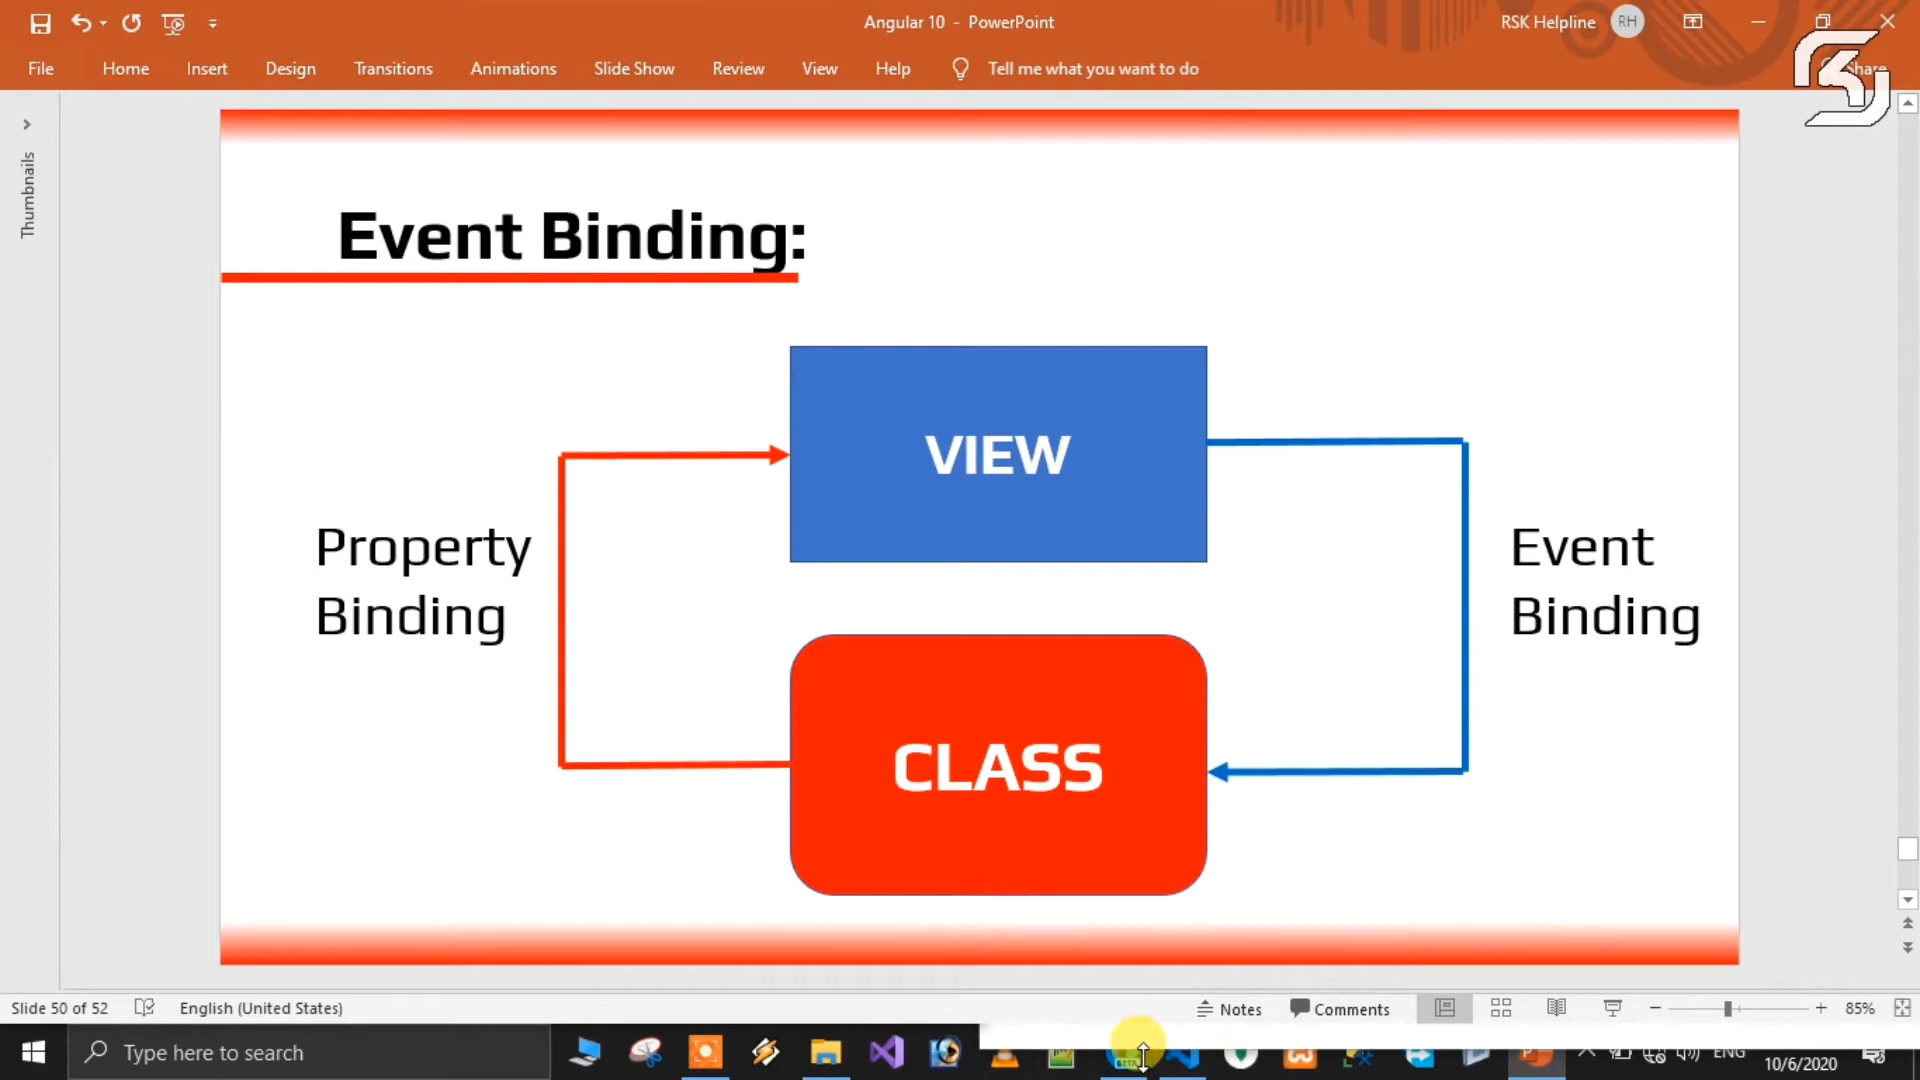 Angular 10 - PowerPoint
RSK Helpline
RH
File
Home
Insert
Design
Transitions
Animations
Slide Show
Review
View
Help
Tell me what you want to do
Share
Thumbnails
Event Binding:
VIEW
Property
Binding
Event
Binding
CLASS
Slide 50 of 52
English (United States)
Notes
Comments
85%
Type here to search
ENG
10/6/2020